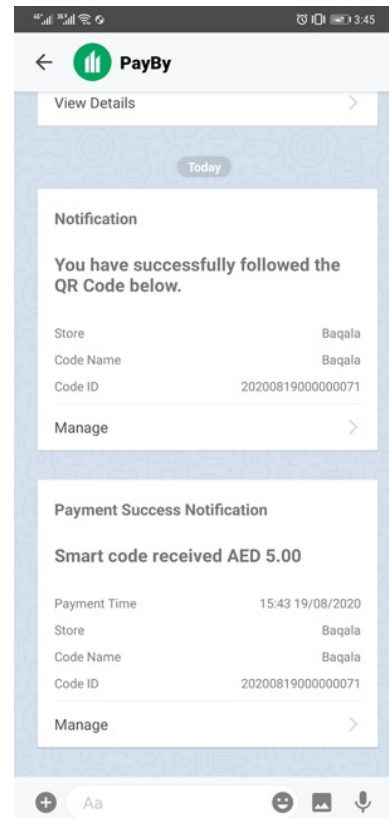 3:45
PayBy
View Details
Today
Notification
You have successfully followed the
QR Code below.
Store Baqala
Code Name Baqala
Code ID 20200819000000071
Manage
Payment Success Notification
Smart code received AED 5.00
Payment Time 15:43 19/08/2020
Store Baqala
Code Name Baqala
Code ID 20200819000000071
Manage
Aa